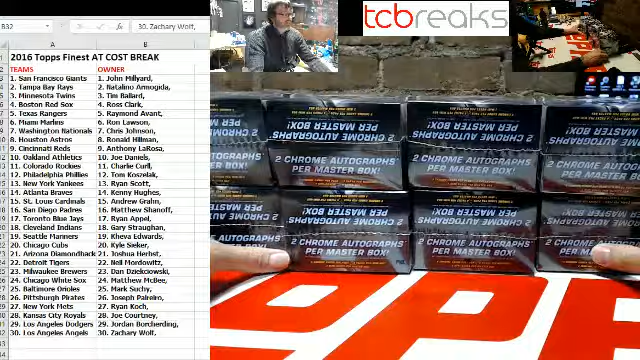 B32
30. Zachary Wolf,
A B
2016 Topps Finest AT COST BREAK
TEAMS OWNER
1. San Francisco Giants 1. John Millyard,
2. Tampa Bay Rays 2. Natalino Armogida,
3. Minnesota Twins 3. Tim Ballard,
4. Boston Red Sox 4. Ross Clark,
5. Texas Rangers 5. Raymond Avant,
6. Miami Marlins 6. Ron Lawson,
7. Washington Nationals 7. Chris Johnson,
8. Houston Astros 8. Ronald Hillman,
9. Cincinnati Reds 9. Anthony LaRosa,
10. Oakland Athletics 10. Joe Daniels,
11. Colorado Rockies 11. Charlie Curll,
12. Philadelphia Phillies 12. Tom Koszelak,
13. New York Yankees 13. Ryan Scott,
14. Atlanta Braves 14. Kenny Hughes,
15. St. Louis Cardinals 15. Andrew Grahn,
16. San Diego Padres 16. Matthew Shanoff,
17. Toronto Blue Jays 17. Ryan Appel,
18. Cleveland Indians 18. Gary Straughan,
19. Seattle Mariners 19. Kheva Edwards,
20. Chicago Cubs 20. Kyle Sieker,
21. Arizona Diamondback 21. Joshua Herbst,
22. Detroit Tigers 22. Neil Mordowitz,
23. Milwaukee Brewers 23. Dan Dziekciowski,
24. Chicago White Sox 24. Matthew McBee,
25. Baltimore Orioles 25. Mark Suchy,
26. Pittsburgh Pirates 26. Joseph Palreiro,
27. New York Mets 27. Ryan Koch,
28. Kansas City Royals 28. Joe Courtney,
29. Los Angeles Dodgers 29. Jordan Borcherding,
30. Los Angeles Angels 30. Zachary Wolf,
tcbreaks
2 CHROME AUTOGRAPHS
PER MASTER BOX!
2 CHROME AUTOGRAPHS
PER MASTER BOX!
2 CHROME AUTOGRAPHS
PER MASTER BOX!
2 CHROME AUTOGRAPHS
PER MASTER BOX!
2 CHROME AUTOGRAPHS
PER MASTER BOX!
2 CHROME AUTOGRAPHS
PER MASTER BOX!